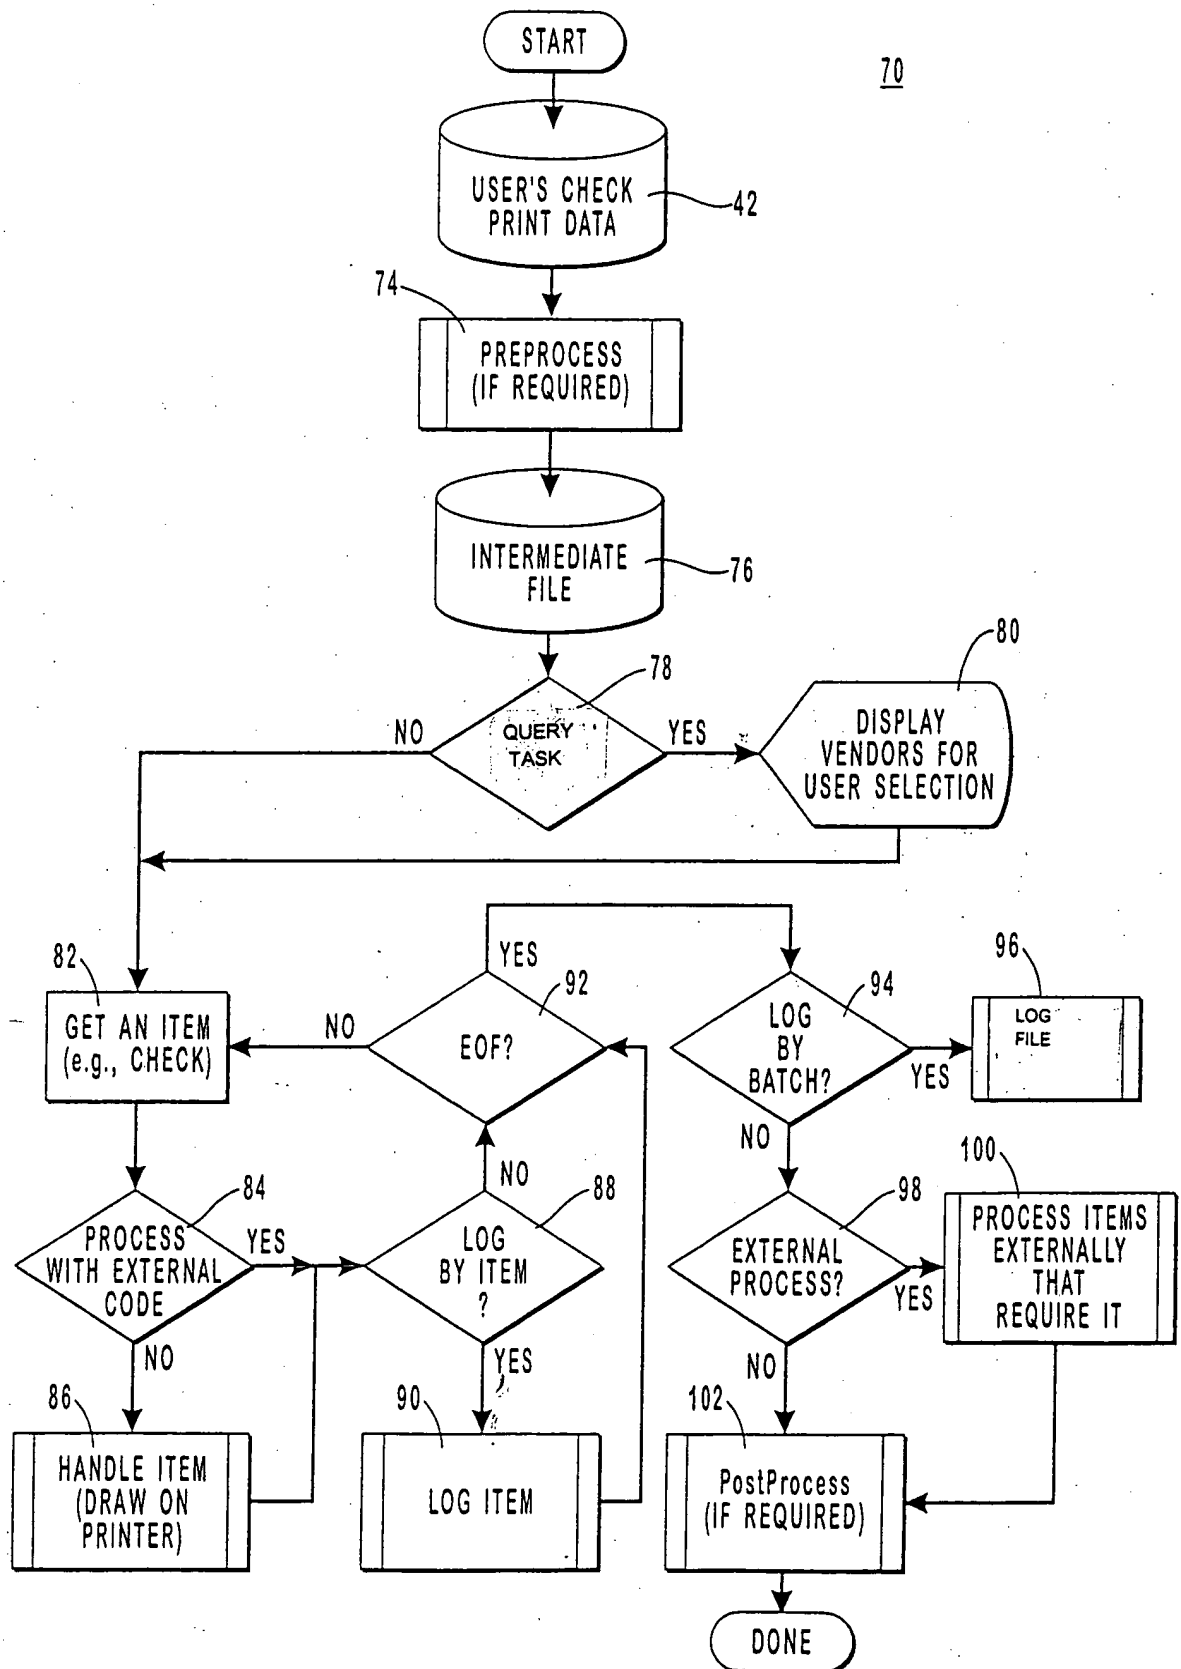 START
70
USER'S CHECK
PRINT DATA
42
74
PREPROCESS
(IF REQUIRED)
INTERMEDIATE
FILE
76
78
QUERY
TASK
NO
YES
80
DISPLAY
VENDORS FOR
USER SELECTION
82
GET AN ITEM
(e.g., CHECK)
NO
YES
92
EOF?
94
LOG
BY
BATCH?
YES
NO
96
LOG
FILE
84
PROCESS
WITH EXTERNAL
CODE
YES
NO
NO
88
LOG
BY ITEM
?
YES
98
EXTERNAL
PROCESS?
YES
NO
100
PROCESS ITEMS
EXTERNALLY
THAT
REQUIRE IT
86
HANDLE ITEM
(DRAW ON
PRINTER)
90
LOG ITEM
102
PostProcess
(IF REQUIRED)
DONE